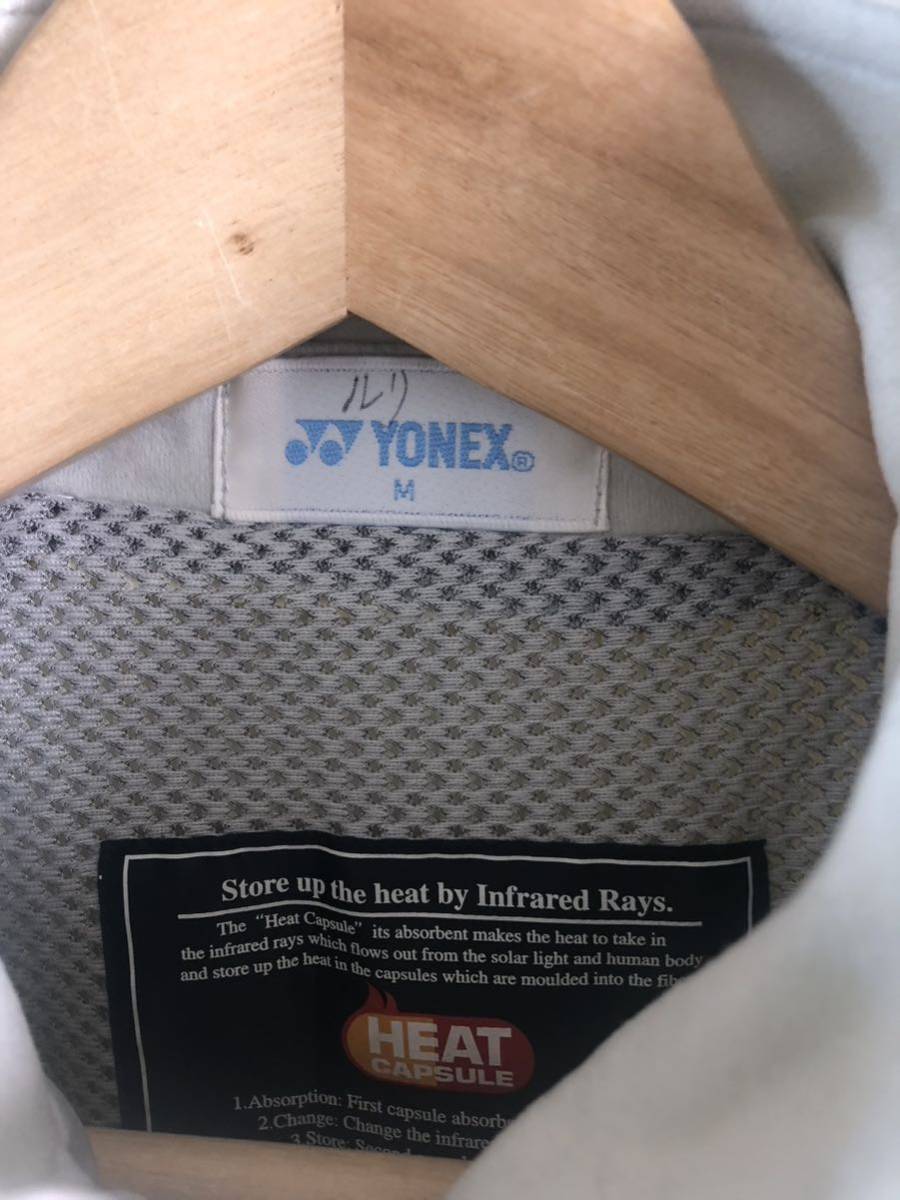 ルリ
YONEX®
M
Store up the heat by Infrared Rays.
The "Heat Capsule" its absorbent makes the heat to take in
the infrared rays which flows out from the solar light and human body
and store up the heat in the capsules which are moulded into the
HEAT
CAPSULE
1.Absorption: First capsule
2.Change: Change the
3.Store: